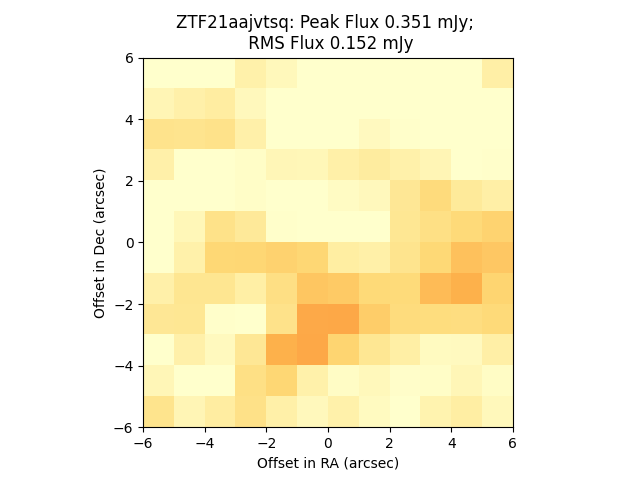 ZTF21aajvtsq: Peak Flux 0.351 mJy;
RMS Flux 0.152 mJy
6
4
2
0
−2
−4
−6
Offset in Dec (arcsec)
−6 −4 −2 0 2 4 6
Offset in RA (arcsec)